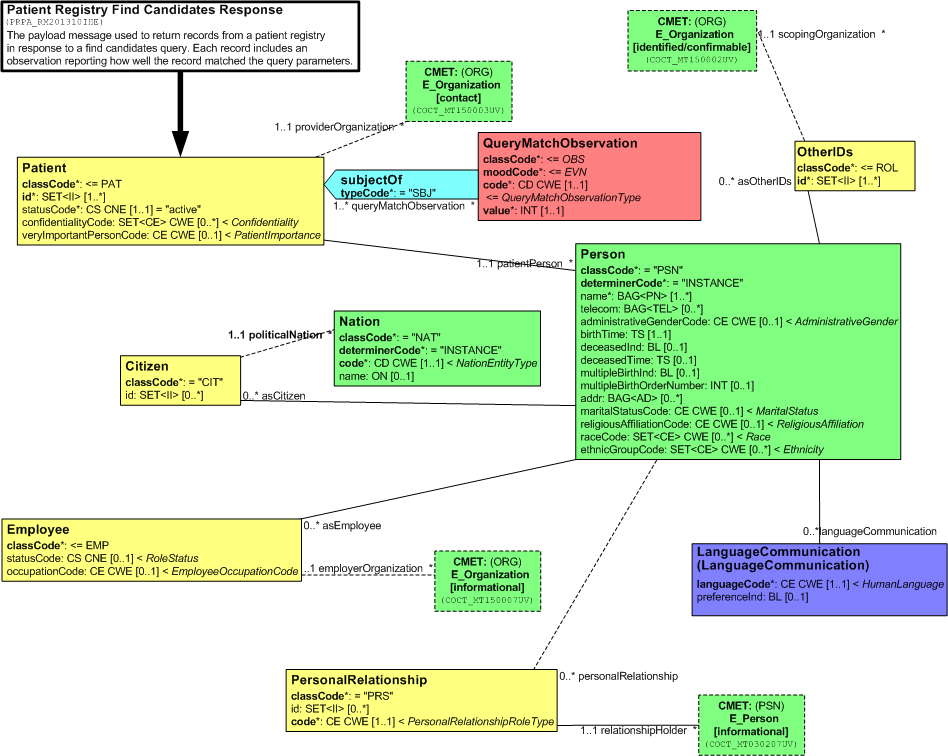 Patient Registry Find Candidates Response
(PRPA_RM201310IHE)
The payload message used to return records from a patient registry
in response to a find candidates query. Each record includes an
observation reporting how well the record matched the query parameters.
CMET: (ORG)
E_Organization
[identified/confirmable]
(COCT_MT150002UV)
1..1 scopingOrganization *
CMET: (ORG)
E_Organization
[contact]
(COCT_MT150003UV)
1..1 providerOrganization *
Patient
classCode*: <= PAT
id*: SET<II> [1..*]
statusCode*: CS CNE [1..1] = "active"
confidentialityCode: SET<CE> CWE [0..*] < Confidentiality
veryImportantPersonCode: CE CWE [0..1] < PatientImportance
subjectOf
typeCode*: = "SBJ"
1..* queryMatchObservation *
QueryMatchObservation
classCode*: <= OBS
moodCode*: <= EVN
code*: CD CWE [1..1]
<= QueryMatchObservationType
value*: INT [1..1]
OtherIDs
classCode*: <= ROL
id*: SET<II> [1..*]
0..* asOtherIDs
1..1 patientPerson *
Person
classCode*: = "PSN"
determinerCode*: = "INSTANCE"
name*: BAG<PN> [1..*]
telecom: BAG<TEL> [0..*]
administrativeGenderCode: CE CWE [0..1] < AdministrativeGender
birthTime: TS [1..1]
deceasedInd: BL [0..1]
deceasedTime: TS [0..1]
multipleBirthInd: BL [0..1]
multipleBirthOrderNumber: INT [0..1]
addr: BAG<AD> [0..*]
maritalStatusCode: CE CWE [0..1] < MaritalStatus
religiousAffiliationCode: CE CWE [0..1] < ReligiousAffiliation
raceCode: SET<CE> CWE [0..*] < Race
ethnicGroupCode: SET<CE> CWE [0..*] < Ethnicity
1..1 politicalNation *
Nation
classCode*: = "NAT"
determinerCode*: = "INSTANCE"
code*: CD CWE [1..1] < NationEntityType
name: ON [0..1]
Citizen
classCode*: = "CIT"
id: SET<II> [0..*]
0..* asCitizen
Employee
classCode*: <= EMP
statusCode: CS CNE [0..1] < RoleStatus
occupationCode: CE CWE [0..1] < EmployeeOccupationCode
0..* asEmployee
..1 employerOrganization *
CMET: (ORG)
E_Organization
[informational]
(COCT_MT150007UV)
0..* languageCommunication
LanguageCommunication
(LanguageCommunication)
languageCode*: CE CWE [1..1] < HumanLanguage
preferenceInd: BL [0..1]
PersonalRelationship
classCode*: = "PRS"
id: SET<II> [0..*]
code*: CE CWE [1..1] < PersonalRelationshipRoleType
0..* personalRelationship
1..1 relationshipHolder *
CMET: (PSN)
E_Person
[informational]
(COCT_MT030207UV)